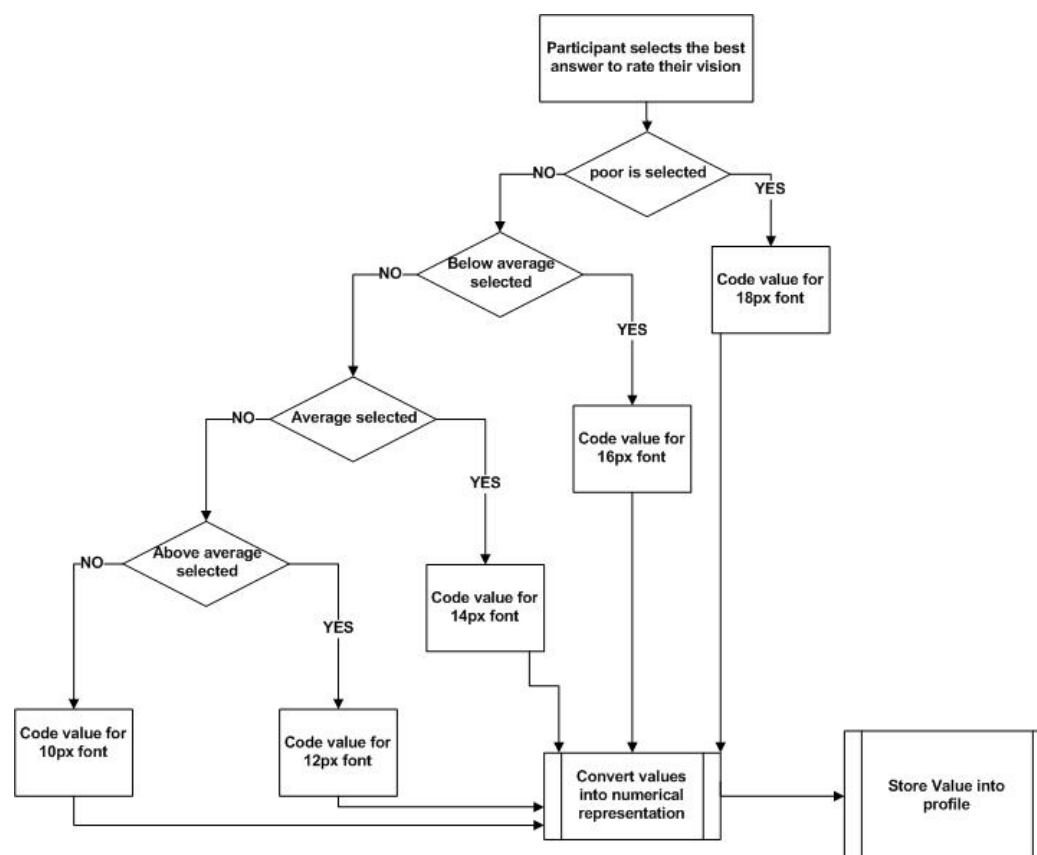 Participant selects the best
answer to rate their vision
poor is selected
NO
YES
Below average
selected
NO
YES
Code value for
18px font
Average selected
NO
YES
Code value for
16px font
Above average
selected
NO
YES
Code value for
14px font
Code value for
10px font
Code value for
12px font
Convert values
into numerical
representation
Store Value into
profile